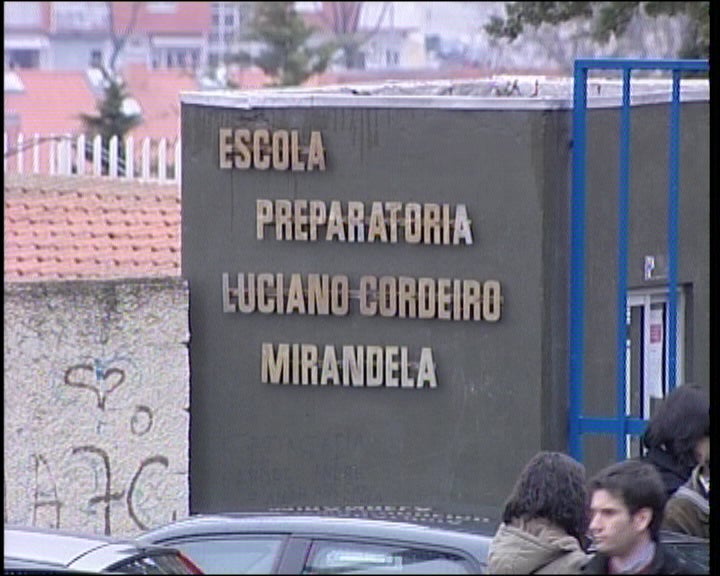 ESCOLA
PREPARATORIA
LUCIANO CORDEIRO
MIRANDELA